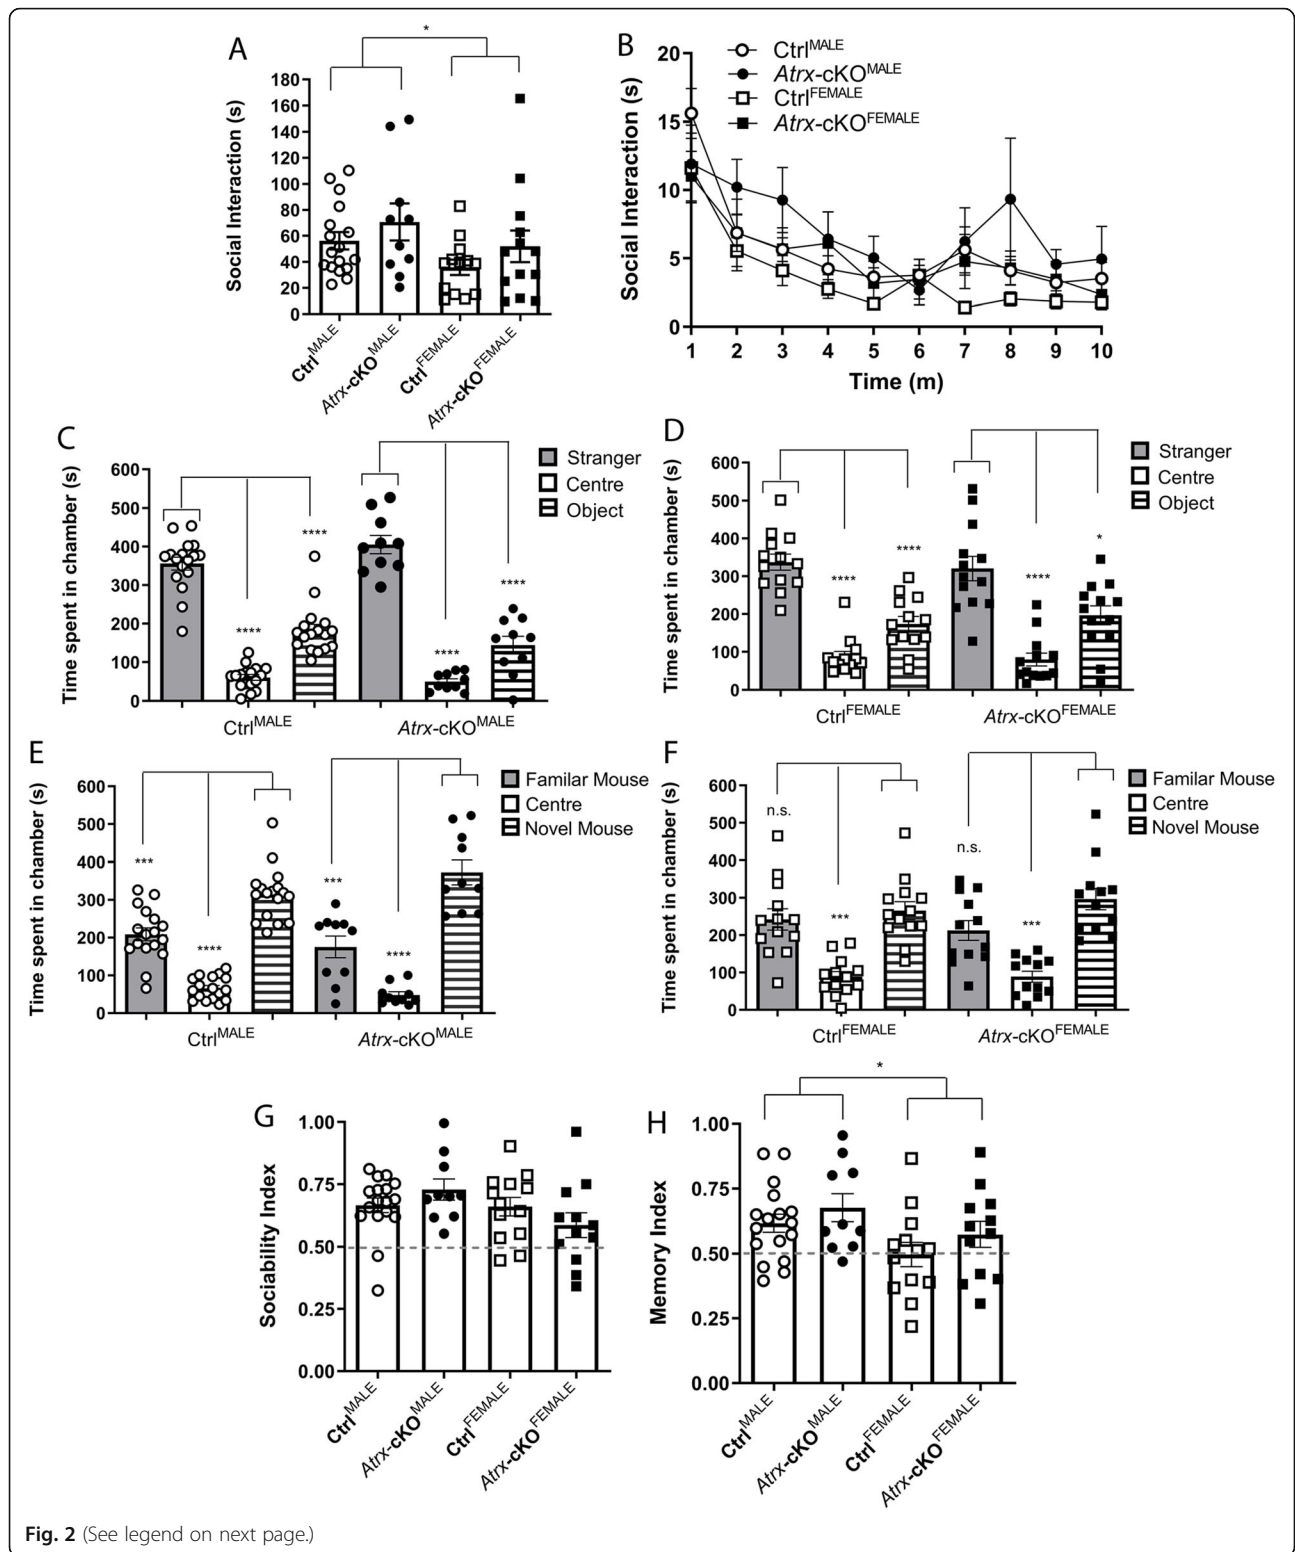 A
*
Social Interaction (s)
180
160
140
120
100
80
60
40
20
0
Ctrl^MALE
Atrx-cKO^MALE
Ctrl^FEMALE
Atrx-cKO^FEMALE
B
Ctrl^MALE
Atrx-cKO^MALE
Ctrl^FEMALE
Atrx-cKO^FEMALE
Social Interaction (s)
20
15
10
5
0
1 2 3 4 5 6 7 8 9 10
Time (m)
C
Stranger
Centre
Object
Time spent in chamber (s)
600
500
400
300
200
100
0
**** **** **** ****
Ctrl^MALE Atrx-cKO^MALE
D
Stranger
Centre
Object
Time spent in chamber (s)
600
500
400
300
200
100
0
**** **** **** *
Ctrl^FEMALE Atrx-cKO^FEMALE
E
Familar Mouse
Centre
Novel Mouse
Time spent in chamber (s)
600
500
400
300
200
100
0
*** **** *** ****
Ctrl^MALE Atrx-cKO^MALE
F
Familar Mouse
Centre
Novel Mouse
Time spent in chamber (s)
600
500
400
300
200
100
0
n.s. *** n.s. ***
Ctrl^FEMALE Atrx-cKO^FEMALE
G
Sociability Index
1.00
0.75
0.50
0.25
0.00
Ctrl^MALE
Atrx-cKO^MALE
Ctrl^FEMALE
Atrx-cKO^FEMALE
H
*
Memory Index
1.00
0.75
0.50
0.25
0.00
Ctrl^MALE
Atrx-cKO^MALE
Ctrl^FEMALE
Atrx-cKO^FEMALE
Fig. 2 (See legend on next page.)